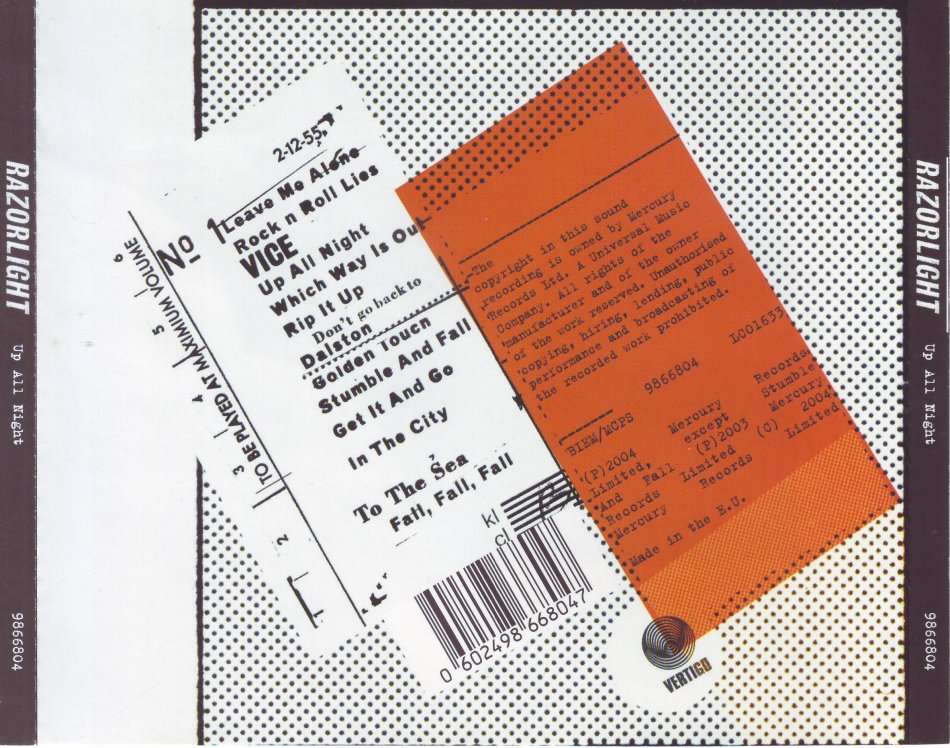 RAZORLIGHT
Up All Night
9866804
2-12-55
No
Leave Me Alone
Rock n Roll Lies
VICE
Up All Night
Which Way Is Out
Rip It Up
Don't go back to
Dalston
Golden Touch
Stumble And Fall
Get It And Go
In The City
To The Sea
Fall, Fall, Fall
TO BE PLAYED AT MAXIMIUM VOLUME
2
3
4
5
6
kl
0 602498 668047
The
copyright in this sound
recording is owned by Mercury
Records Ltd. A Universal Music
Company. All rights of the
manufacturer and of the owner
of the work reserved. Unauthorised
copying, hiring, lending, public
performance and broadcasting of
the recorded work prohibited.
9866804 LC01633
BIEM/MCPS
(P)2004 Mercury Records
Limited, except Stumble
And Fall (P)2003 Mercury
Records Limited (C) 2004,
Mercury Records Limited
Made in the E.U.
VERTIGO
RAZORLIGHT
Up All Night
9866804